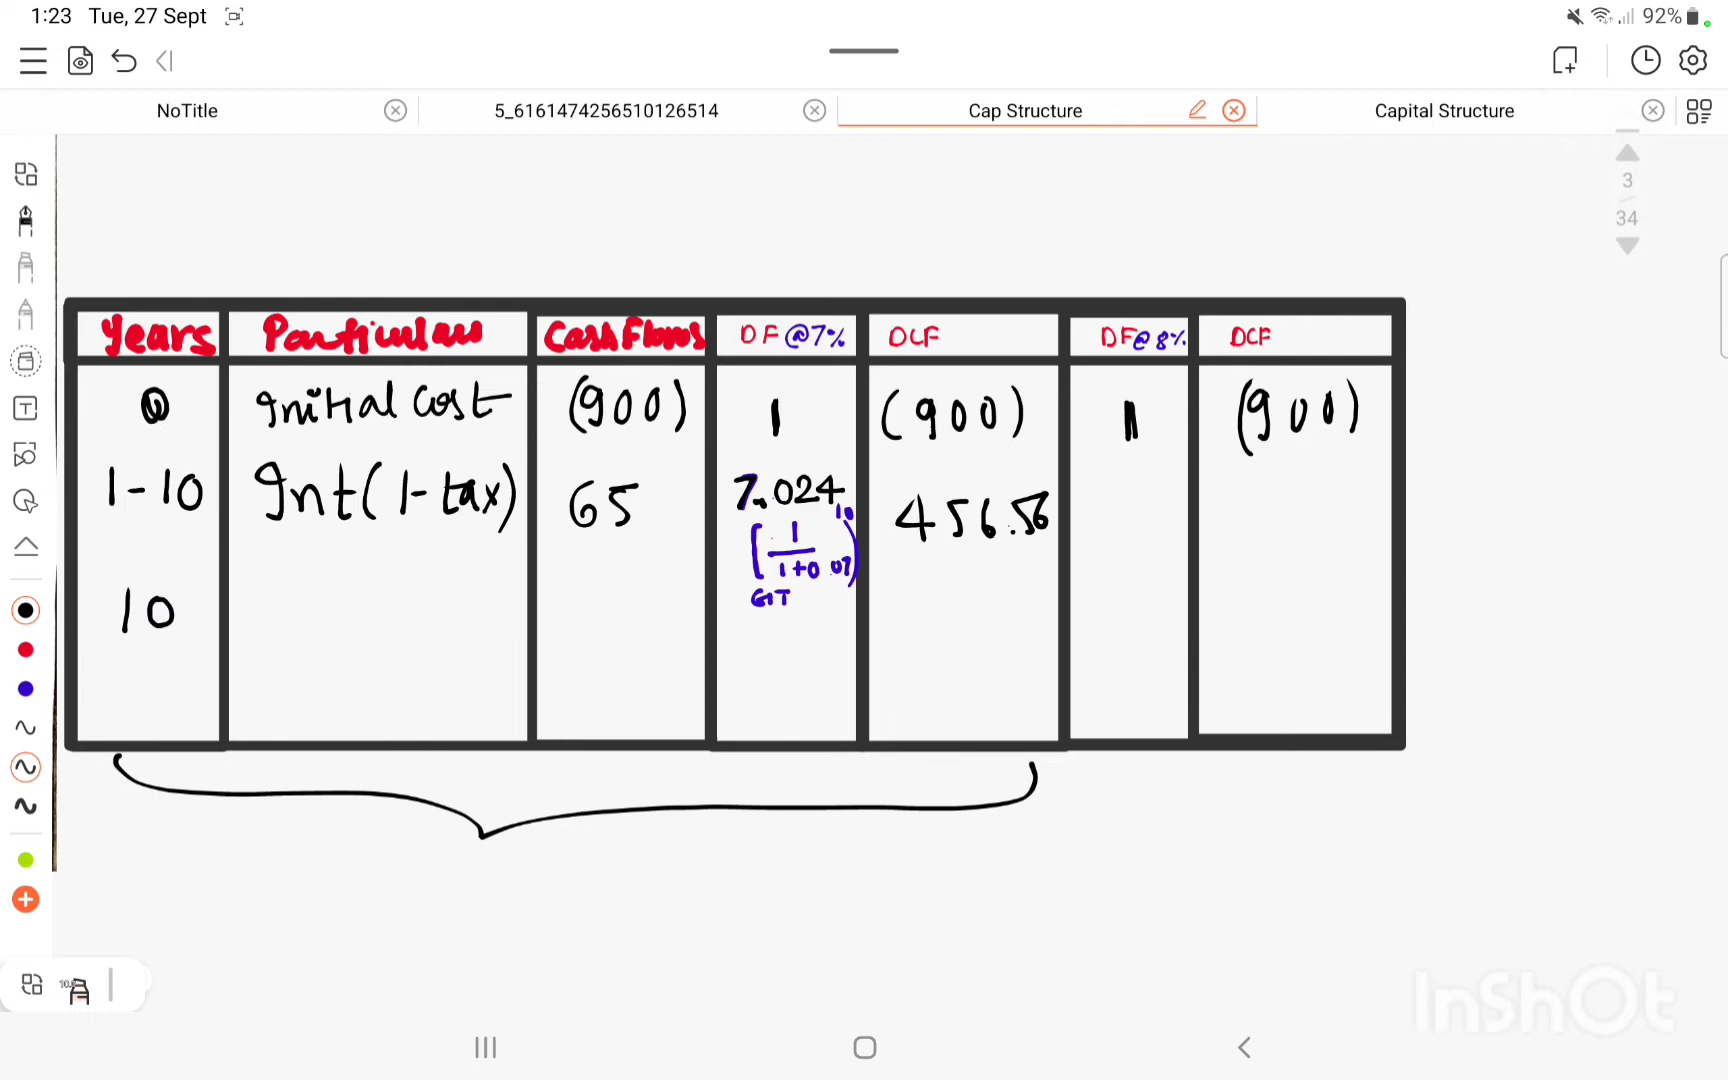 1:23 Tue, 27 Sept 92%
NoTitle 5_6161474256510126514 Cap Structure Capital Structure
3
34
Years Particulars Cash Flows DF @7% DCF DF@ 8% DCF
0 Initial Cost (900) 1 (900) 1 (900)
1-10 Int(1-tax) 65 7.024 456.56
[1/1+0.07)10
GIT
10
InShOt